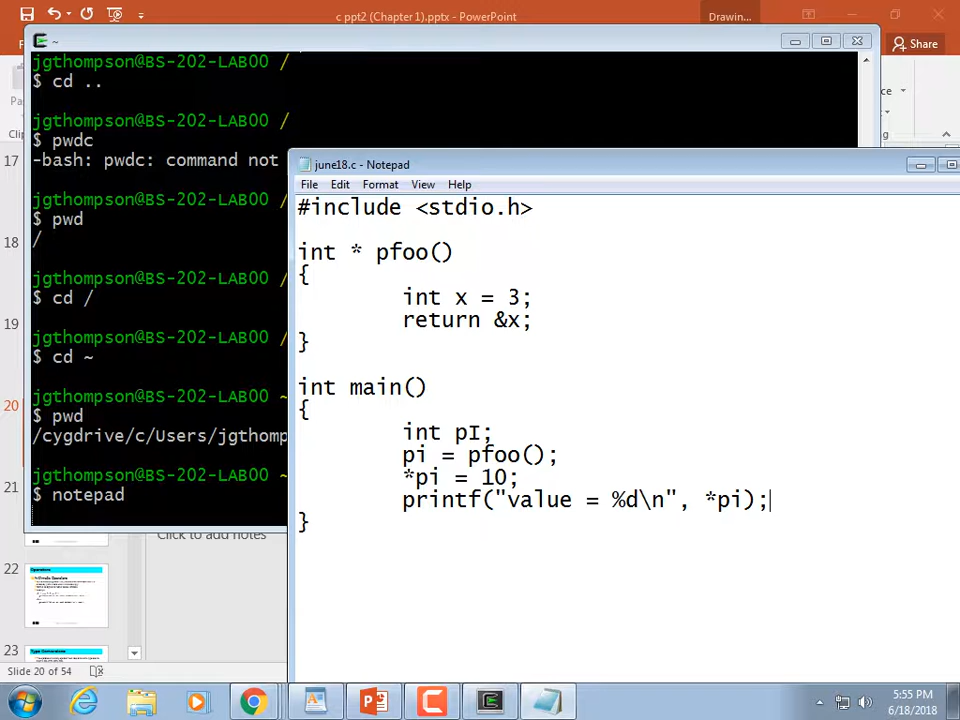 c ppt2 (Chapter 1).pptx - PowerPoint
Drawin...
Share
~
jgthompson@BS-202-LAB00 /
$ cd ..
jgthompson@BS-202-LAB00 /
$ pwdc
-bash: pwdc: command not
jgthompson@BS-202-LAB00 /
$ pwd
/
jgthompson@BS-202-LAB00 /
$ cd /
jgthompson@BS-202-LAB00 /
$ cd ~
jgthompson@BS-202-LAB00 ~
$ pwd
/cygdrive/c/Users/jgthomp
jgthompson@BS-202-LAB00 ~
$ notepad
june18.c - Notepad
File Edit Format View Help
#include <stdio.h>
int * pfoo()
{
int x = 3;
return &x;
}
int main()
{
int pI;
pi = pfoo();
*pi = 10;
printf("value = %d\n", *pi);
}
17
18
19
20
21
22
23
Operators
Type Conversions
to add notes
Slide 20 of 54
5:55 PM
6/18/2018